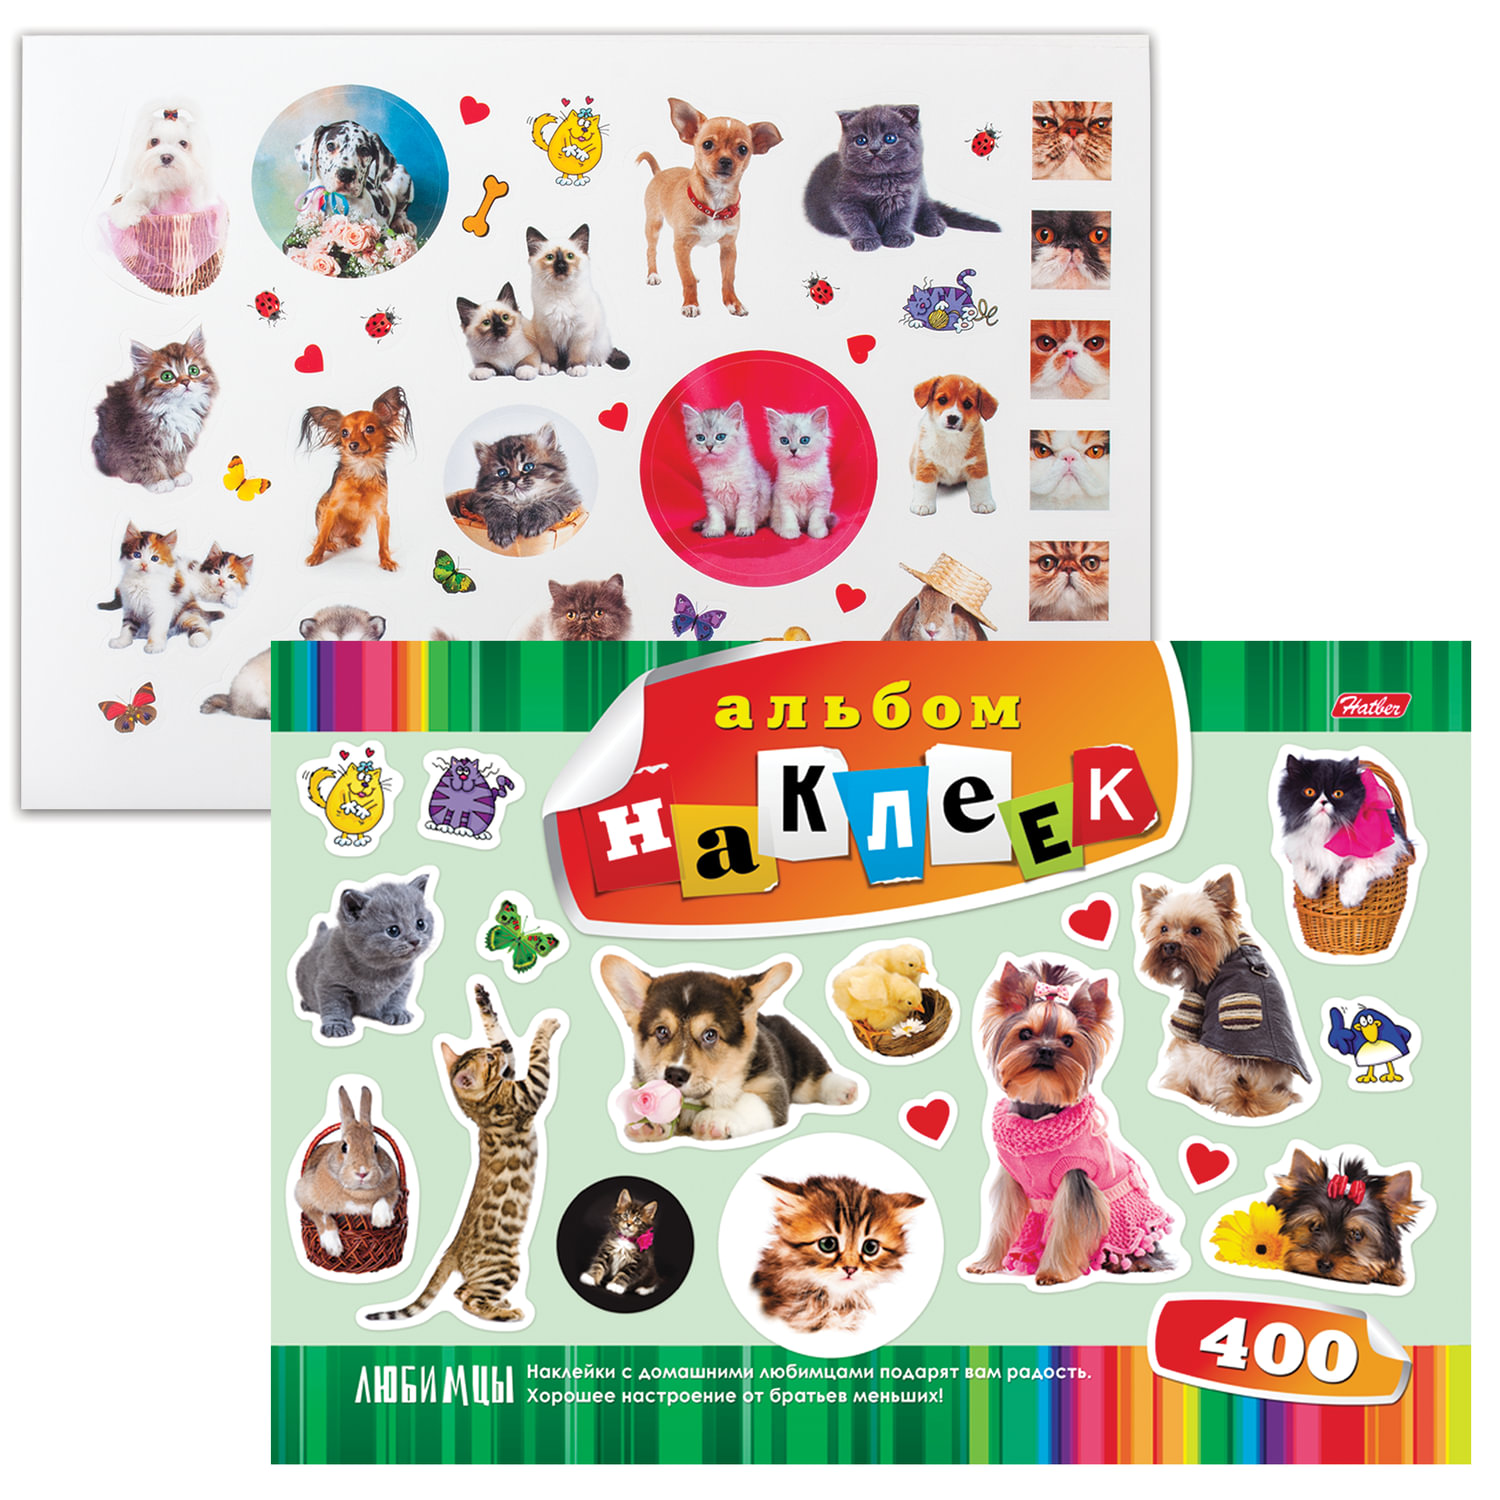 альбом
Hatber
наклеек
400
ЛЮБИМЦЫ
Наклейки с домашними любимцами подарят вам радость.
Хорошее настроение от братьев меньших!